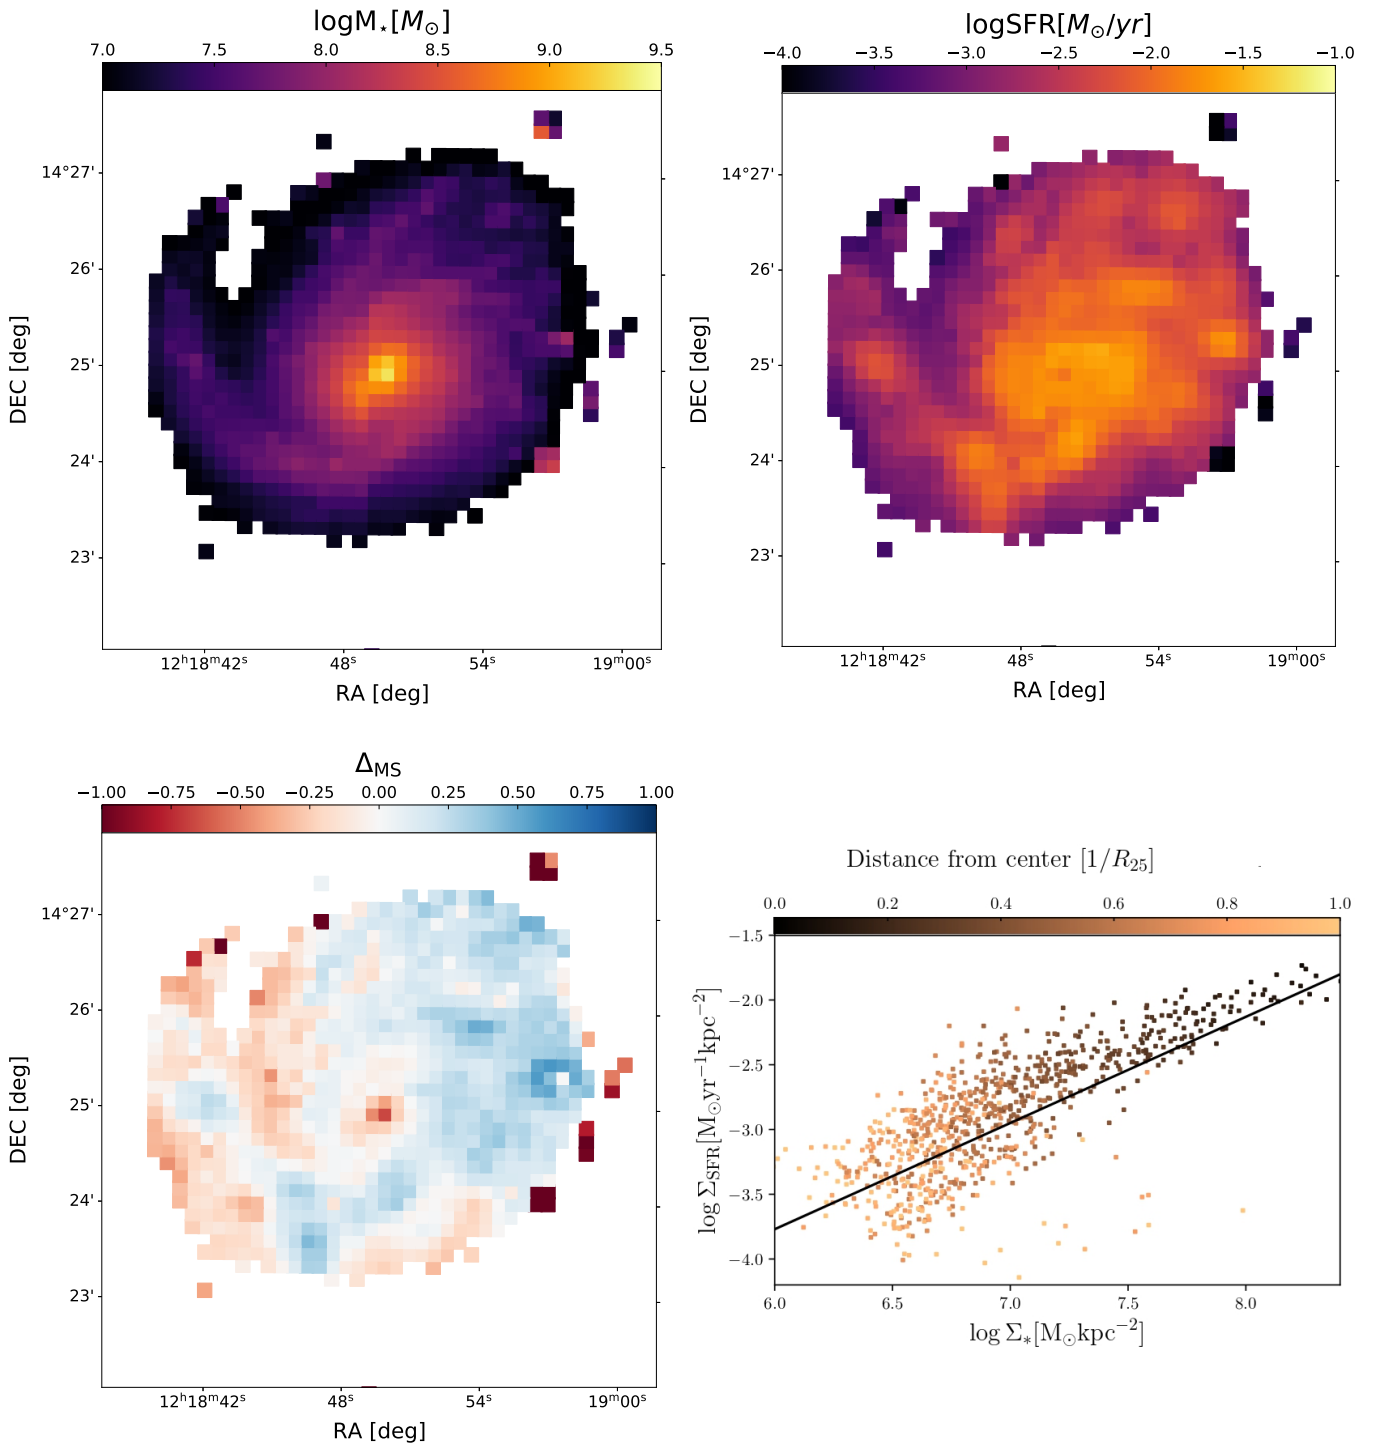 logM⋆[M⊙]
7.0 7.5 8.0 8.5 9.0 9.5
14°27'
26'
25'
24'
23'
DEC [deg]
12ʰ18ᵐ42ˢ 48ˢ 54ˢ 19ᵐ00ˢ
RA [deg]
logSFR[M⊙/yr]
−4.0 −3.5 −3.0 −2.5 −2.0 −1.5 −1.0
14°27'
26'
25'
24'
23'
DEC [deg]
12ʰ18ᵐ42ˢ 48ˢ 54ˢ 19ᵐ00ˢ
RA [deg]
Δ_MS
−1.00 −0.75 −0.50 −0.25 0.00 0.25 0.50 0.75 1.00
14°27'
26'
25'
24'
23'
DEC [deg]
12ʰ18ᵐ42ˢ 48ˢ 54ˢ 19ᵐ00ˢ
RA [deg]
Distance from center [1/R₂₅]
0.0 0.2 0.4 0.6 0.8 1.0
−1.5
−2.0
−2.5
−3.0
−3.5
−4.0
log Σ_SFR[M⊙yr⁻¹kpc⁻²]
6.0 6.5 7.0 7.5 8.0
log Σ∗[M⊙kpc⁻²]